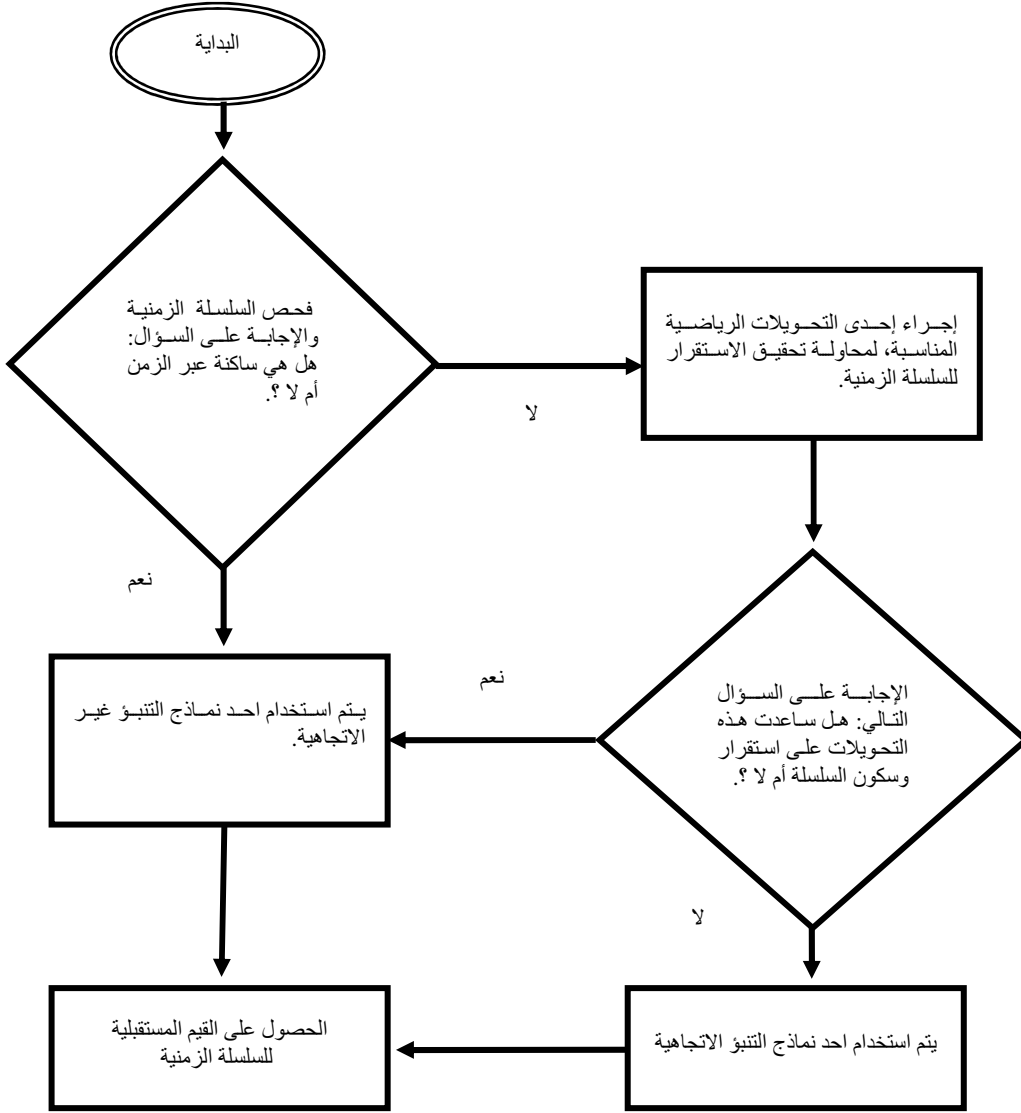 البداية
فحص السلسلة الزمنية
والإجابة على السؤال:
هل هي ساكنة عبر الزمن
أم لا ؟.
إجراء إحدى التحويلات الرياضية
المناسبة، لمحاولة تحقيق الاستقرار
للسلسلة الزمنية.
لا
نعم
يتم استخدام احد نماذج التنبؤ غير
الاتجاهية.
نعم
الإجابة على السؤال
التالي: هل ساعدت هذه
التحويلات على استقرار
وسكون السلسلة أم لا ؟.
لا
يتم استخدام احد نماذج التنبؤ الاتجاهية
الحصول على القيم المستقبلية
للسلسلة الزمنية